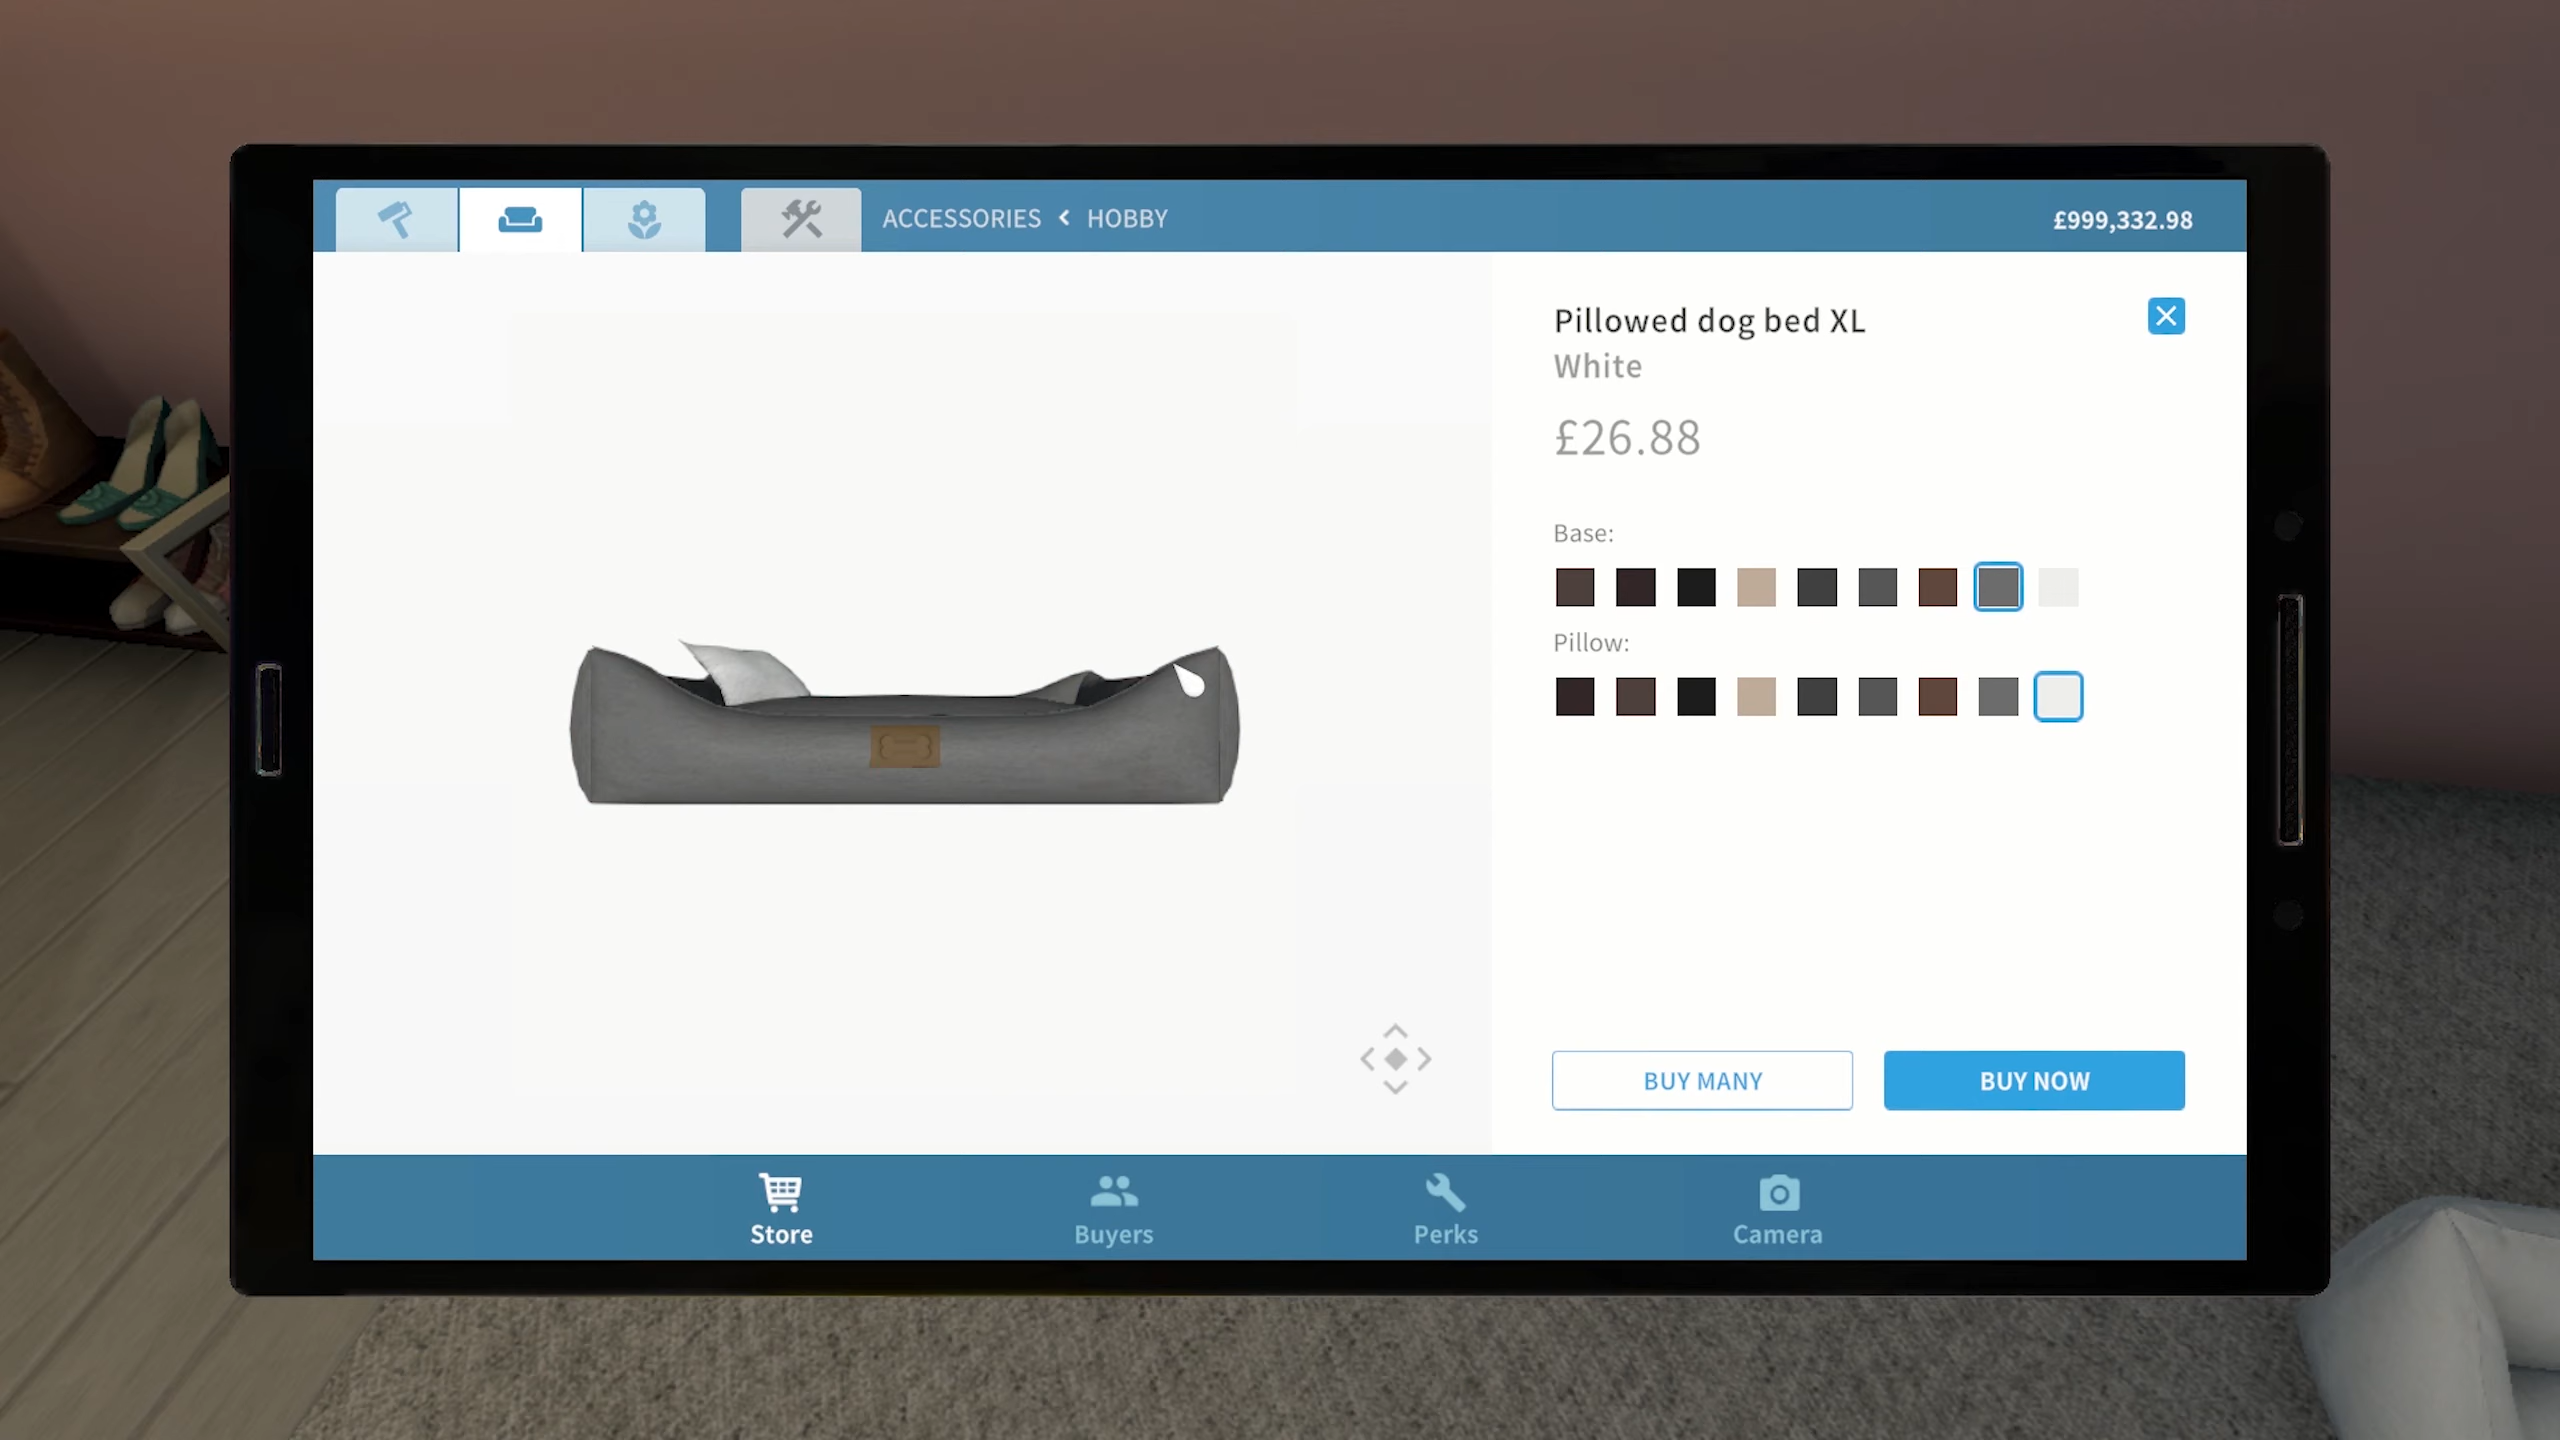 ACCESSORIES < HOBBY
£999,332.98
Pillowed dog bed XL
White
£26.88
Base:
Pillow:
BUY MANY
BUY NOW
Store
Buyers
Perks
Camera